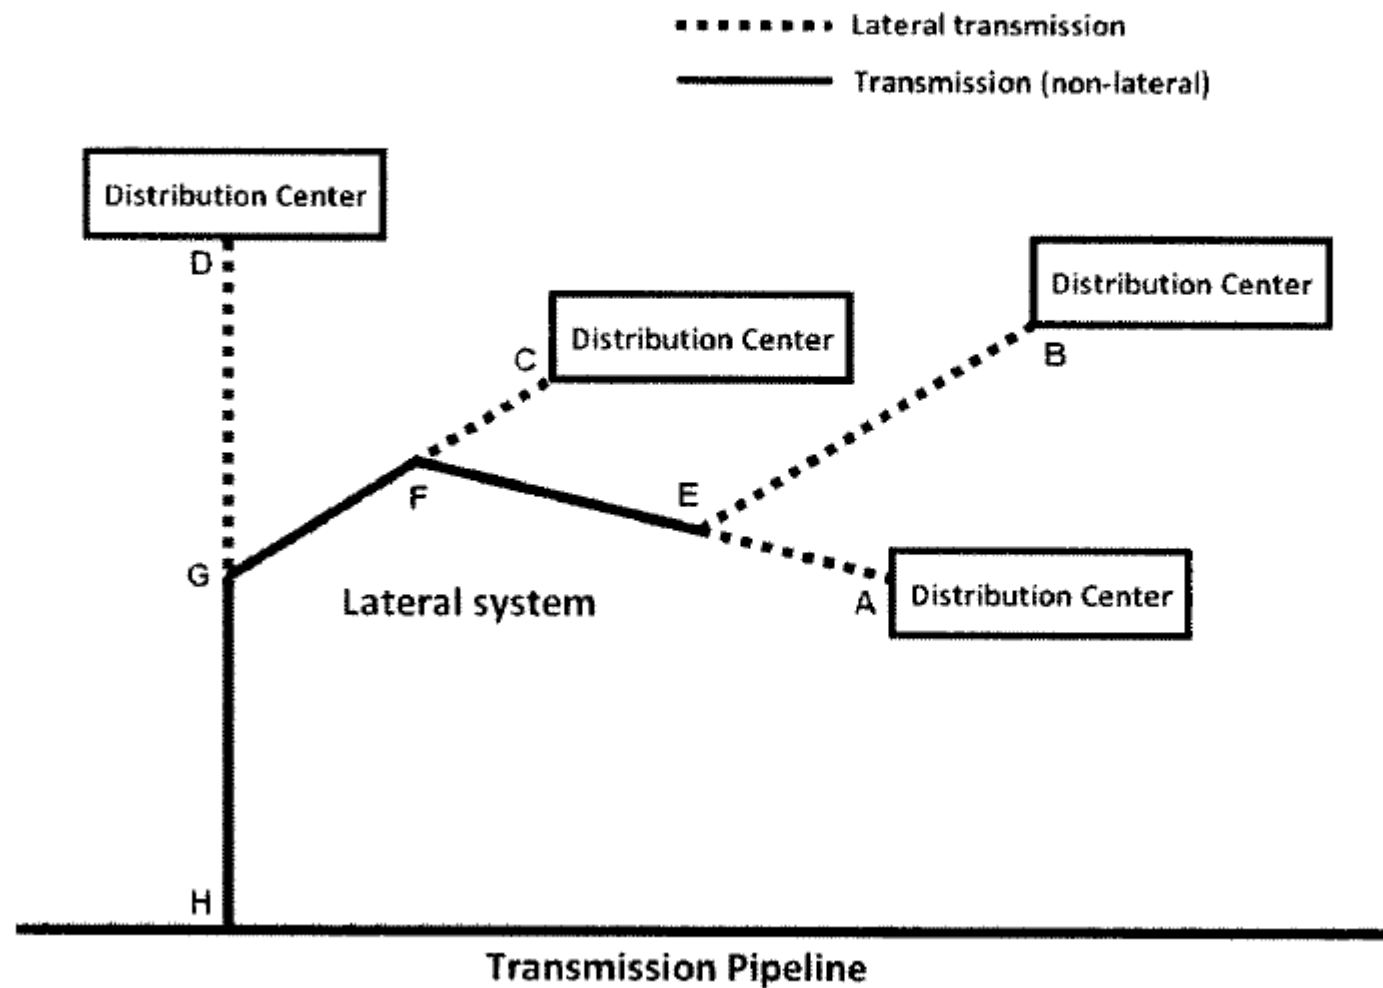 Lateral transmission
Transmission (non-lateral)
Distribution Center
D
Distribution Center
B
C
Distribution Center
F
E
G
Lateral system
A
Distribution Center
H
Transmission Pipeline